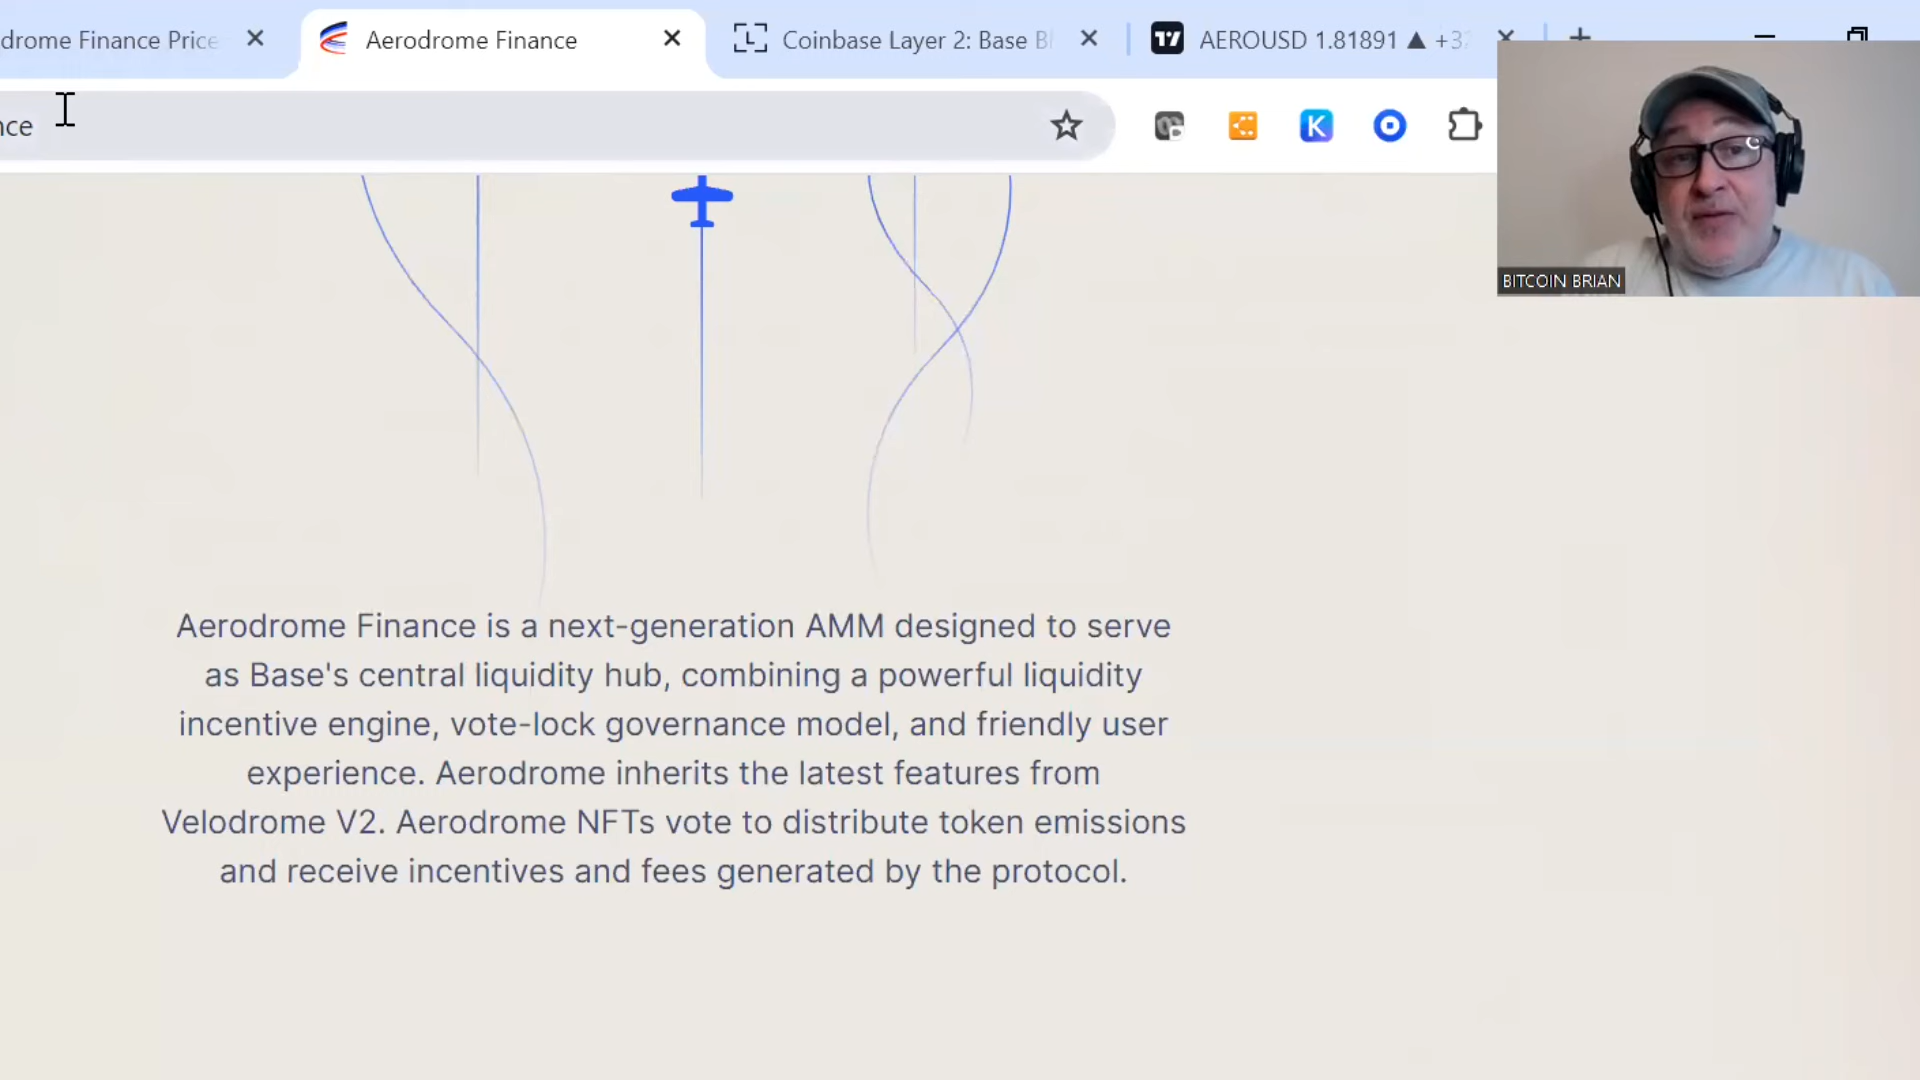 drome Finance Price
Aerodrome Finance
Coinbase Layer 2: Base Bl
AEROUSD 1.81891 ▲ +3
nce
K
BITCOIN BRIAN
Aerodrome Finance is a next-generation AMM designed to serve
as Base's central liquidity hub, combining a powerful liquidity
incentive engine, vote-lock governance model, and friendly user
experience. Aerodrome inherits the latest features from
Velodrome V2. Aerodrome NFTs vote to distribute token emissions
and receive incentives and fees generated by the protocol.